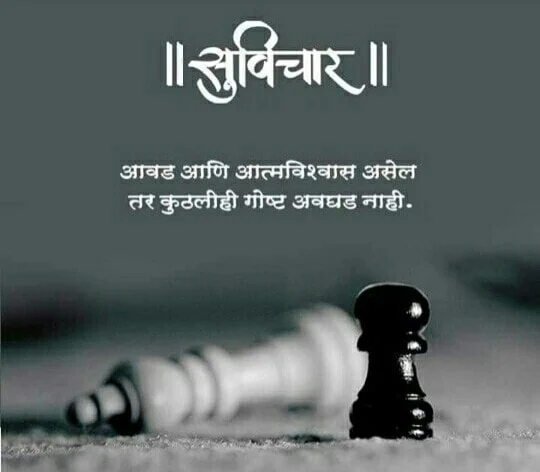 ॥सुविचार॥
आवड आणि आत्मविश्वास असेल
तर कुठलीही गोष्ट अवघड नाही.